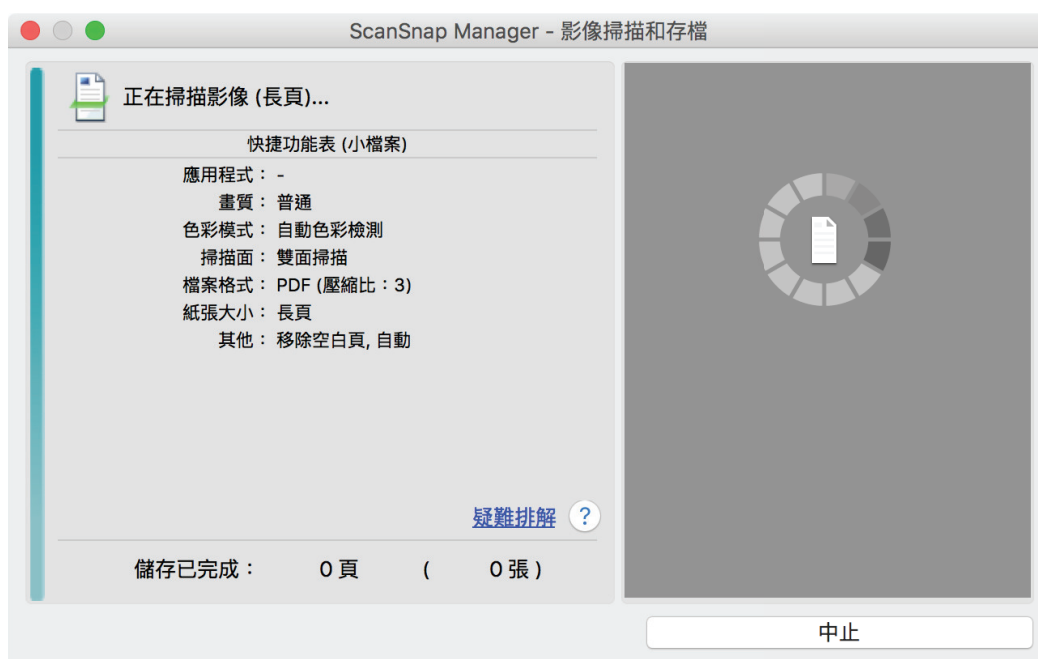 ScanSnap Manager - 影像掃描和存檔
正在掃描影像 (長頁)...
快捷功能表 (小檔案)
應用程式： -
畫質： 普通
色彩模式： 自動色彩檢測
掃描面： 雙面掃描
檔案格式： PDF (壓縮比：3)
紙張大小： 長頁
其他： 移除空白頁, 自動
疑難排解 ?
儲存已完成： 0 頁 ( 0 張 )
中止